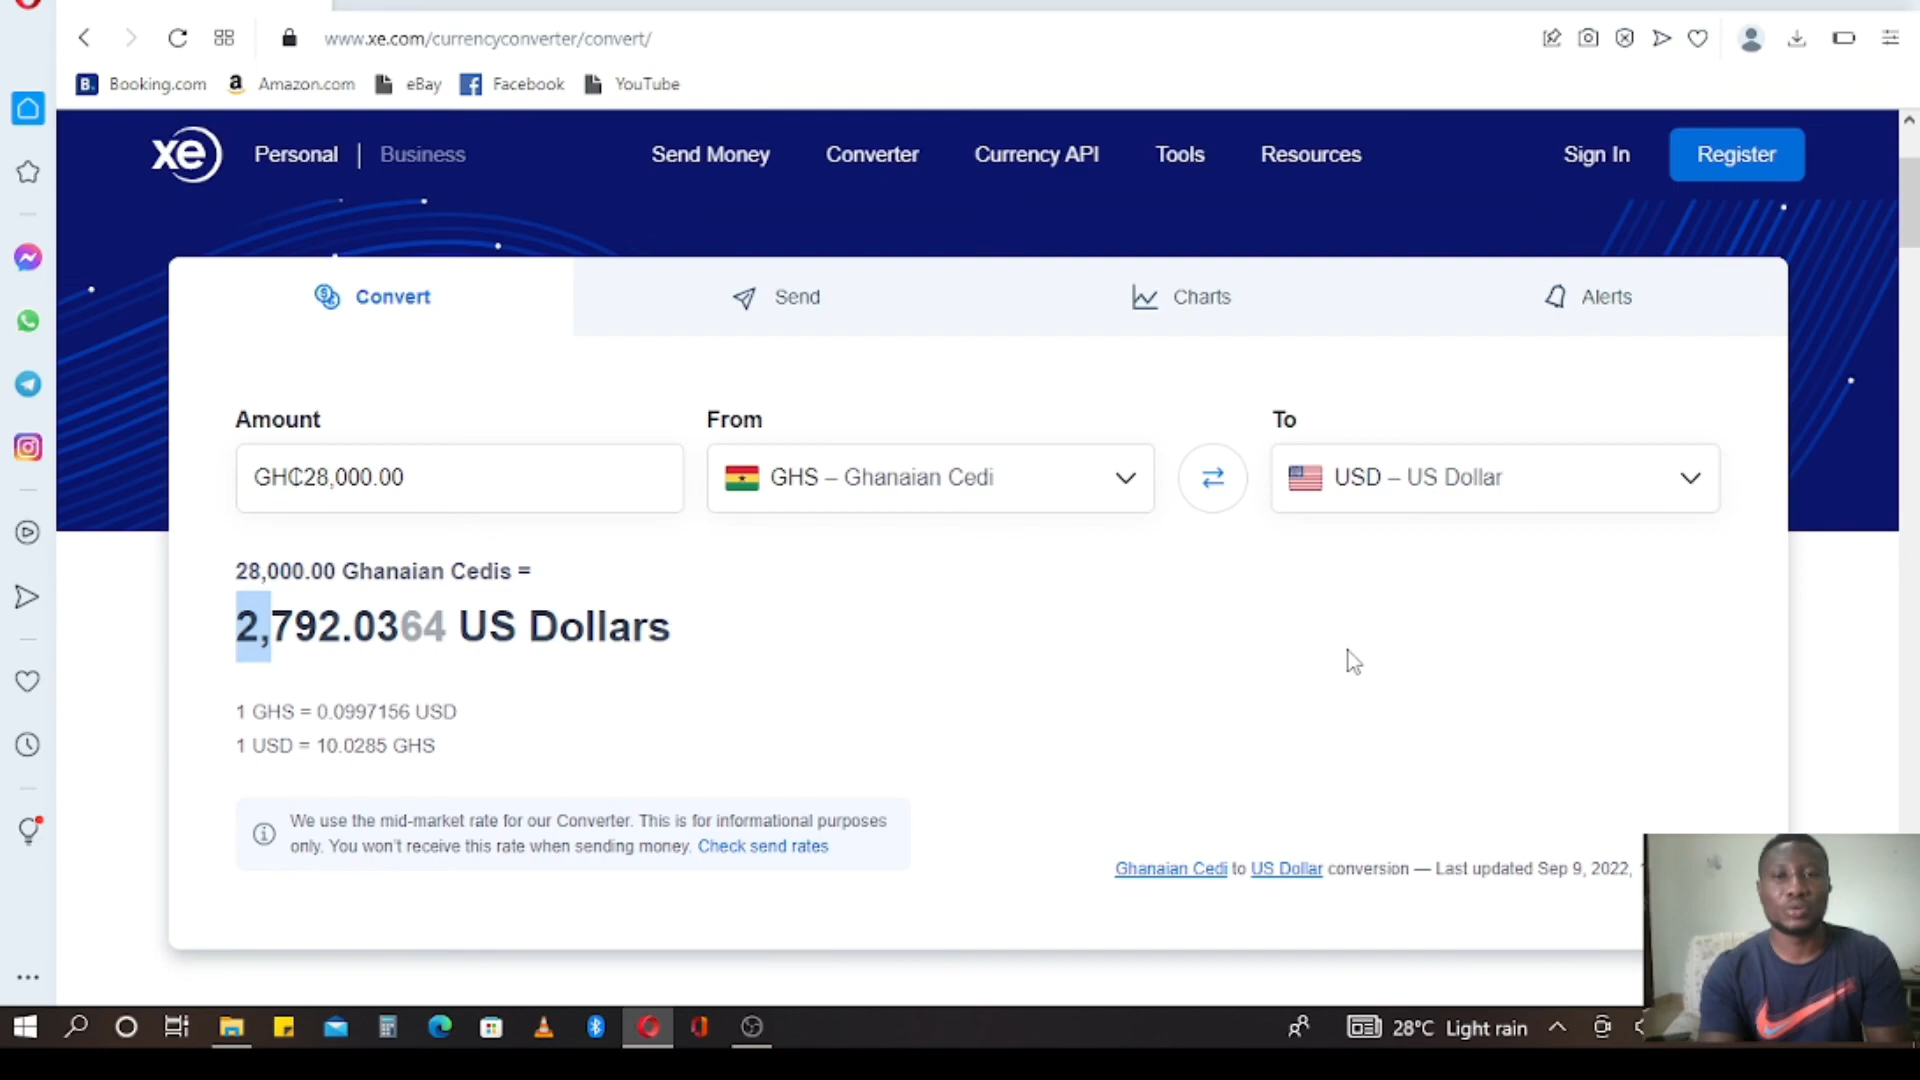 www.xe.com/currencyconverter/convert/
Booking.com
Amazon.com
eBay
Facebook
YouTube
xe
Personal | Business
Send Money
Converter
Currency API
Tools
Resources
Sign In
Register
Convert
Send
Charts
Alerts
Amount
From
To
GH₵28,000.00
GHS – Ghanaian Cedi
USD – US Dollar
28,000.00 Ghanaian Cedis =
2,792.0364 US Dollars
1 GHS = 0.0997156 USD
1 USD = 10.0285 GHS
We use the mid-market rate for our Converter. This is for informational purposes
only. You won't receive this rate when sending money. Check send rates
Ghanaian Cedi to US Dollar conversion — Last updated Sep 9, 2022,
28°C Light rain